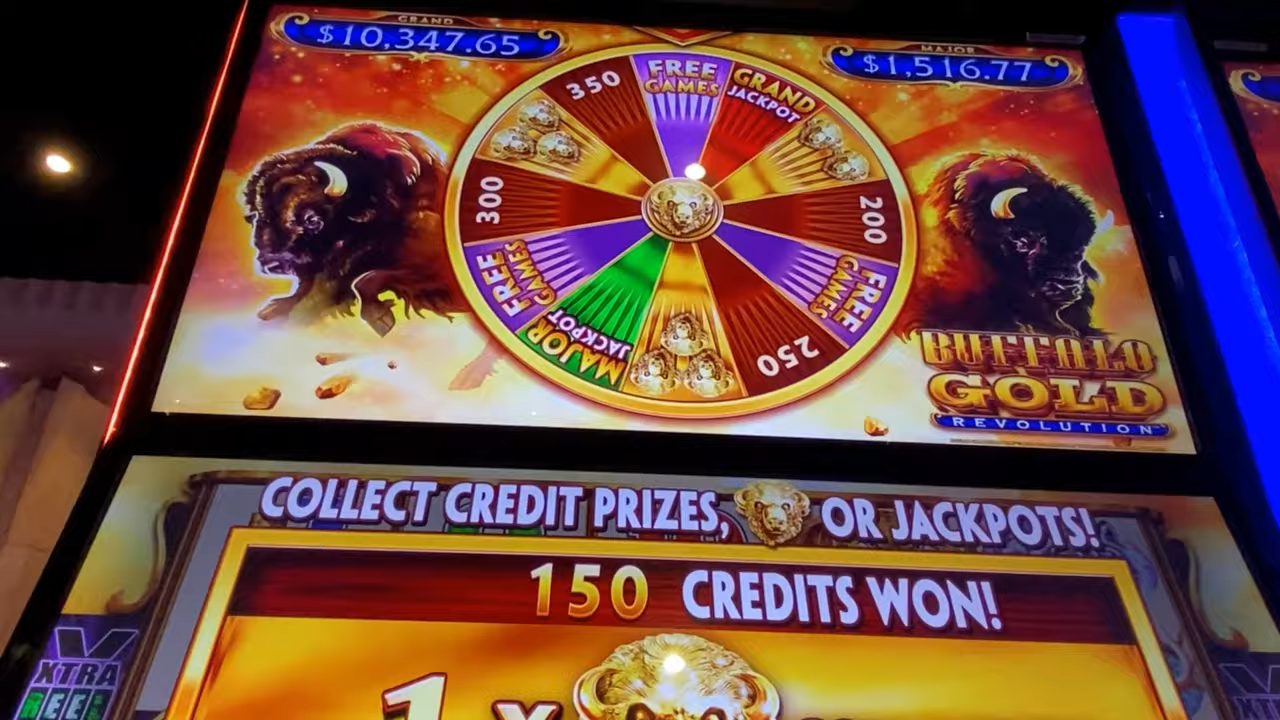 GRAND
$10,347.65
MAJOR
$1,516.77
FREE
GAMES
GRAND
JACKPOT
200
FREE
GAMES
250
MAJOR
JACKPOT
FREE
GAMES
300
350
BUFFALO
GOLD
REVOLUTION
COLLECT CREDIT PRIZES, OR JACKPOTS!
150 CREDITS WON!
1 x
XTRA
REEL